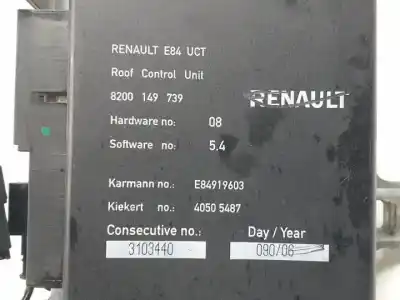 RENAULT E84 UCT
Roof Control Unit
8200 149 739
RENAULT
Hardware no: 08
Software no: 5.4
Karmann no.: E84919603
Kiekert no.: 4050 5487
Consecutive no.: Day / Year
3103440 090/06